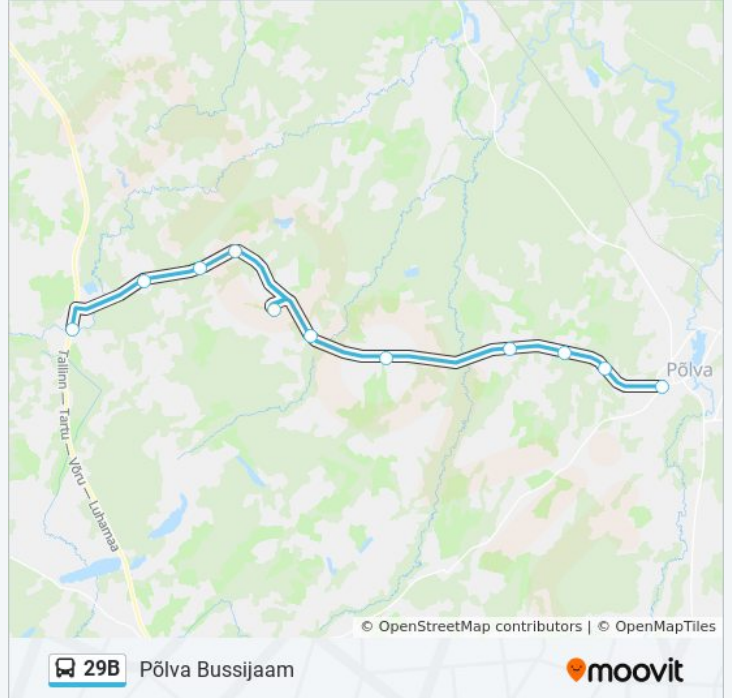 Põlva
Tallinn — Tartu — Võru — Luhamaa
© OpenStreetMap contributors | © OpenMapTiles
29B Põlva Bussijaam
moovit